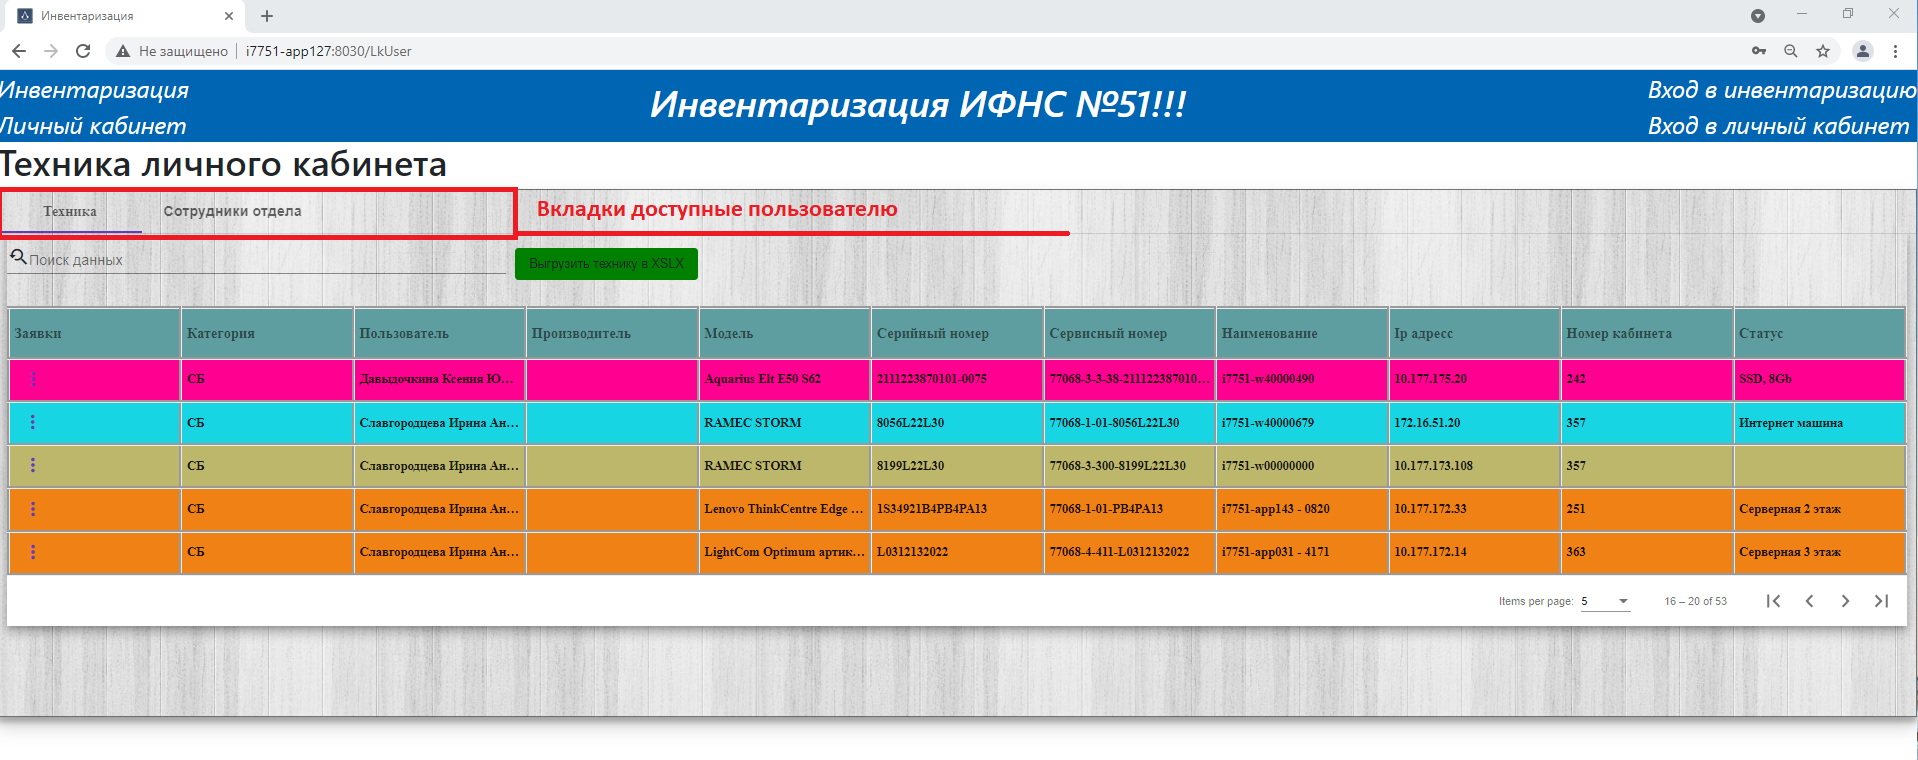 Инвентаризация
Не защищено
i7751-app127:8030/LkUser
Инвентаризация
Личный кабинет
Инвентаризация ИФНС №51!!!
Вход в инвентаризацию
Вход в личный кабинет
Техника личного кабинета
Техника Сотрудники отдела Вкладки доступные пользователю
Поиск данных Выгрузить технику в XSLX
Заявки Категория Пользователь Производитель Модель Серийный номер Сервисный номер Наименование Ip адресс Номер кабинета Статус
СБ Давыдочкина Ксения Ю... Aquarius Elt E50 S62 2111223870101-0075 77068-3-3-38-211122387010... i7751-w40000490 10.177.175.20 242 SSD, 8Gb
СБ Славгородцева Ирина Ан... RAMEC STORM 8056L22L30 77068-1-01-8056L22L30 i7751-w40000679 172.16.51.20 357 Интернет машина
СБ Славгородцева Ирина Ан... RAMEC STORM 8199L22L30 77068-3-300-8199L22L30 i7751-w00000000 10.177.173.108 357
СБ Славгородцева Ирина Ан... Lenovo ThinkCentre Edge ... 1S34921B4PB4PA13 77068-1-01-PB4PA13 i7751-app143 - 0820 10.177.172.33 251 Серверная 2 этаж
СБ Славгородцева Ирина Ан... LightCom Optimum артик... L0312132022 77068-4-411-L0312132022 i7751-app031 - 4171 10.177.172.14 363 Серверная 3 этаж
Items per page: 5 16 – 20 of 53